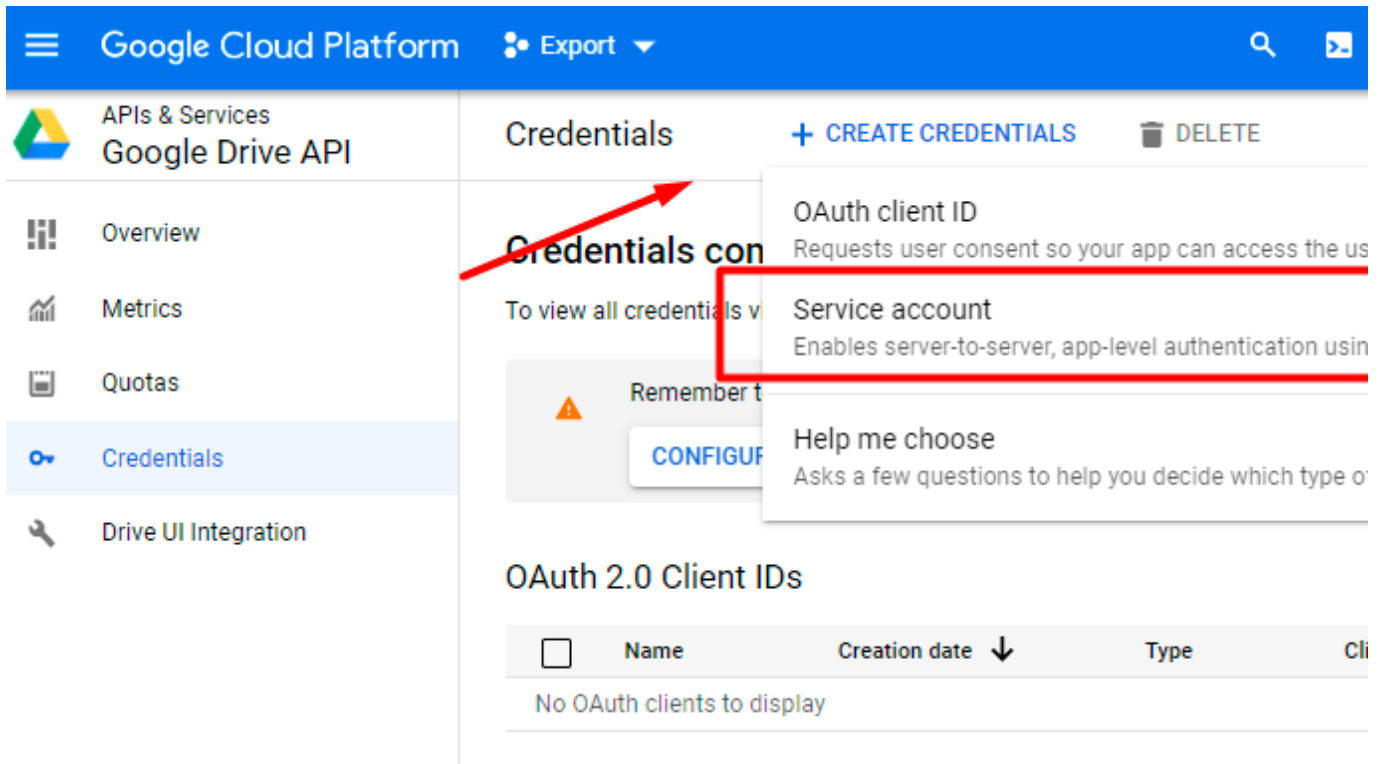 Google Cloud Platform
Export
APIs & Services
Google Drive API
Credentials
CREATE CREDENTIALS
DELETE
Overview
Metrics
Quotas
Credentials
Drive UI Integration
OAuth client ID
Requests user consent so your app can access the us
Credentials con
Service account
To view all credentials v
Enables server-to-server, app-level authentication usin
Remember t
Help me choose
CONFIGUR
Asks a few questions to help you decide which type o
OAuth 2.0 Client IDs
Name Creation date Type Cli
No OAuth clients to display